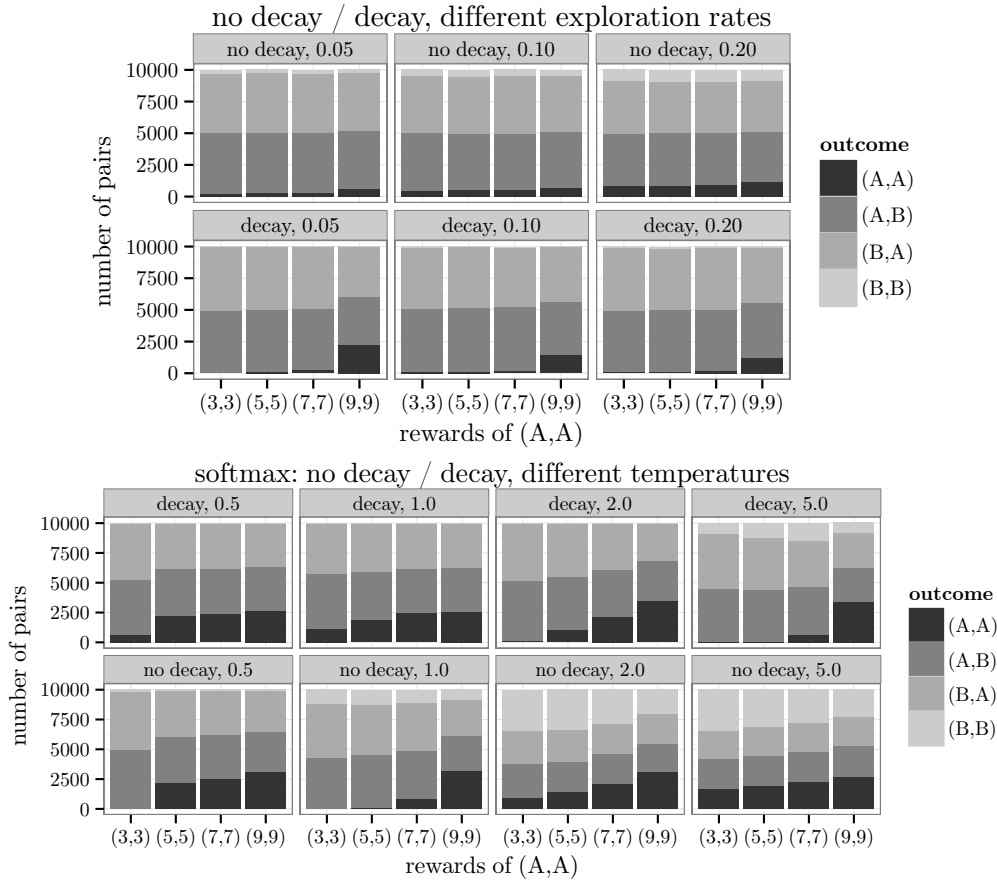 no decay / decay, different exploration rates
no decay, 0.05
no decay, 0.10
no decay, 0.20
10000
7500
5000
2500
0
decay, 0.05
decay, 0.10
decay, 0.20
10000
7500
5000
2500
0
number of pairs
(3,3) (5,5) (7,7) (9,9)
(3,3) (5,5) (7,7) (9,9)
(3,3) (5,5) (7,7) (9,9)
rewards of (A,A)
outcome
(A,A)
(A,B)
(B,A)
(B,B)
softmax: no decay / decay, different temperatures
decay, 0.5
decay, 1.0
decay, 2.0
decay, 5.0
10000
7500
5000
2500
0
no decay, 0.5
no decay, 1.0
no decay, 2.0
no decay, 5.0
10000
7500
5000
2500
0
number of pairs
(3,3) (5,5) (7,7) (9,9)
(3,3) (5,5) (7,7) (9,9)
(3,3) (5,5) (7,7) (9,9)
(3,3) (5,5) (7,7) (9,9)
rewards of (A,A)
outcome
(A,A)
(A,B)
(B,A)
(B,B)